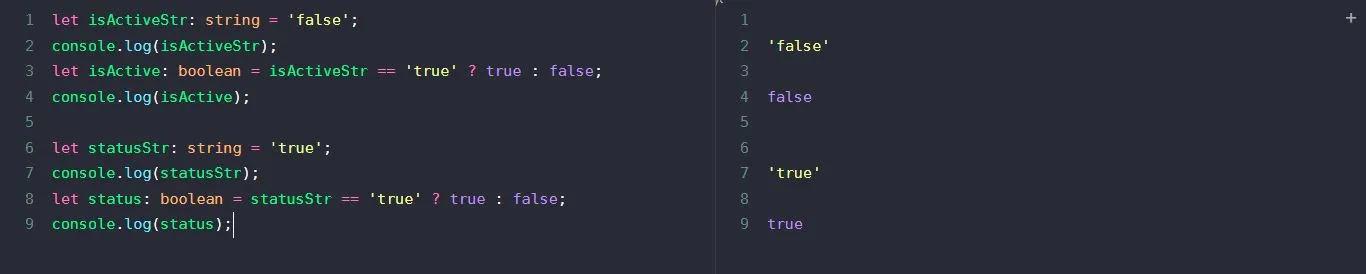 1 let isActiveStr: string = 'false';
2 console.log(isActiveStr);
3 let isActive: boolean = isActiveStr == 'true' ? true : false;
4 console.log(isActive);
5
6 let statusStr: string = 'true';
7 console.log(statusStr);
8 let status: boolean = statusStr == 'true' ? true : false;
9 console.log(status);
+
1
2 'false'
3
4 false
5
6
7 'true'
8
9 true